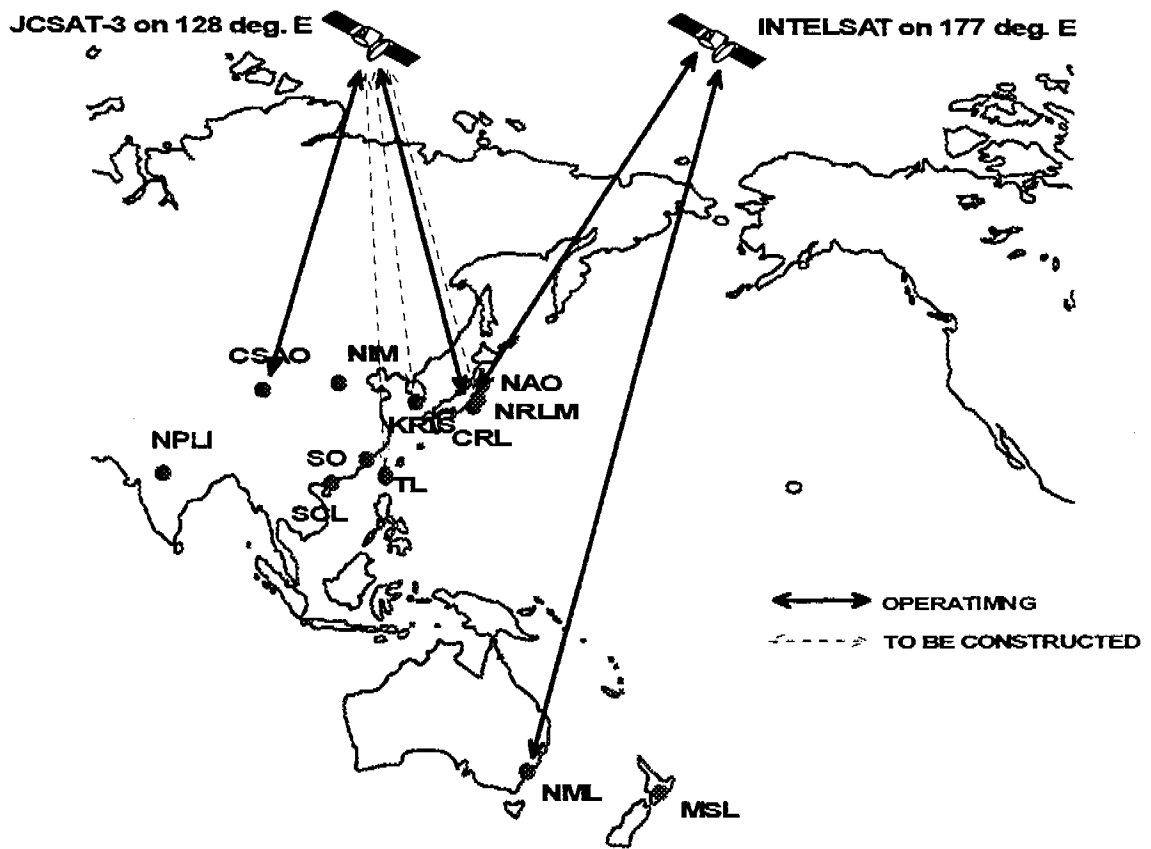 JCSAT-3 on 128 deg. E
INTELSAT on 177 deg. E
CSAO
NIM
NAO
NRLM
KRIS
CRL
NPLI
SO
TL
SCL
OPERATIMNG
TO BE CONSTRUCTED
NML
MSL